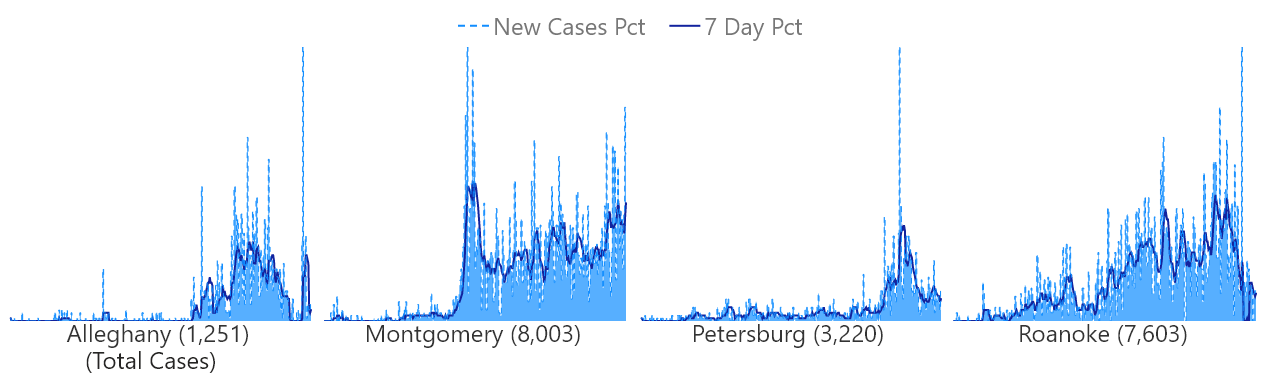 New Cases Pct 7 Day Pct
Alleghany (1,251) Montgomery (8,003) Petersburg (3,220) Roanoke (7,603)
(Total Cases)